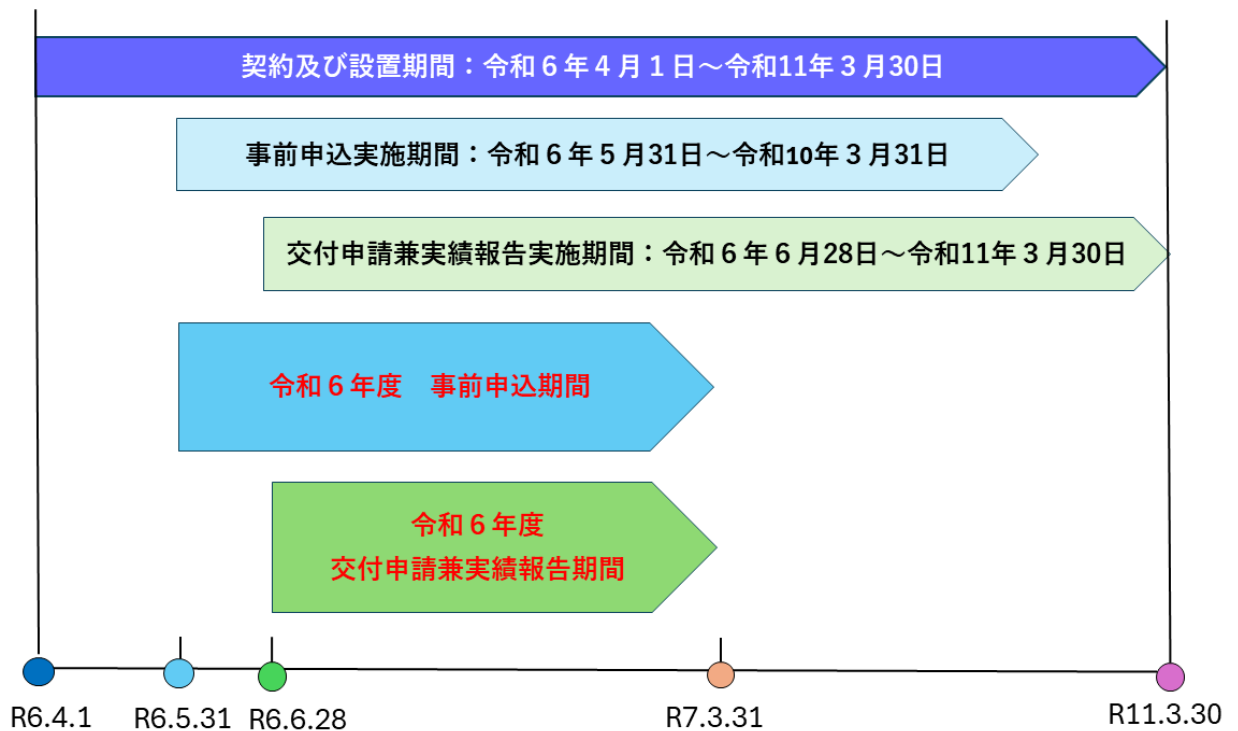 契約及び設置期間：令和６年４月１日～令和11年３月30日
事前申込実施期間：令和６年５月31日～令和10年３月31日
交付申請兼実績報告実施期間：令和６年６月28日～令和11年３月30日
令和６年度　事前申込期間
令和６年度
交付申請兼実績報告期間
R6.4.1
R6.5.31
R6.6.28
R7.3.31
R11.3.30